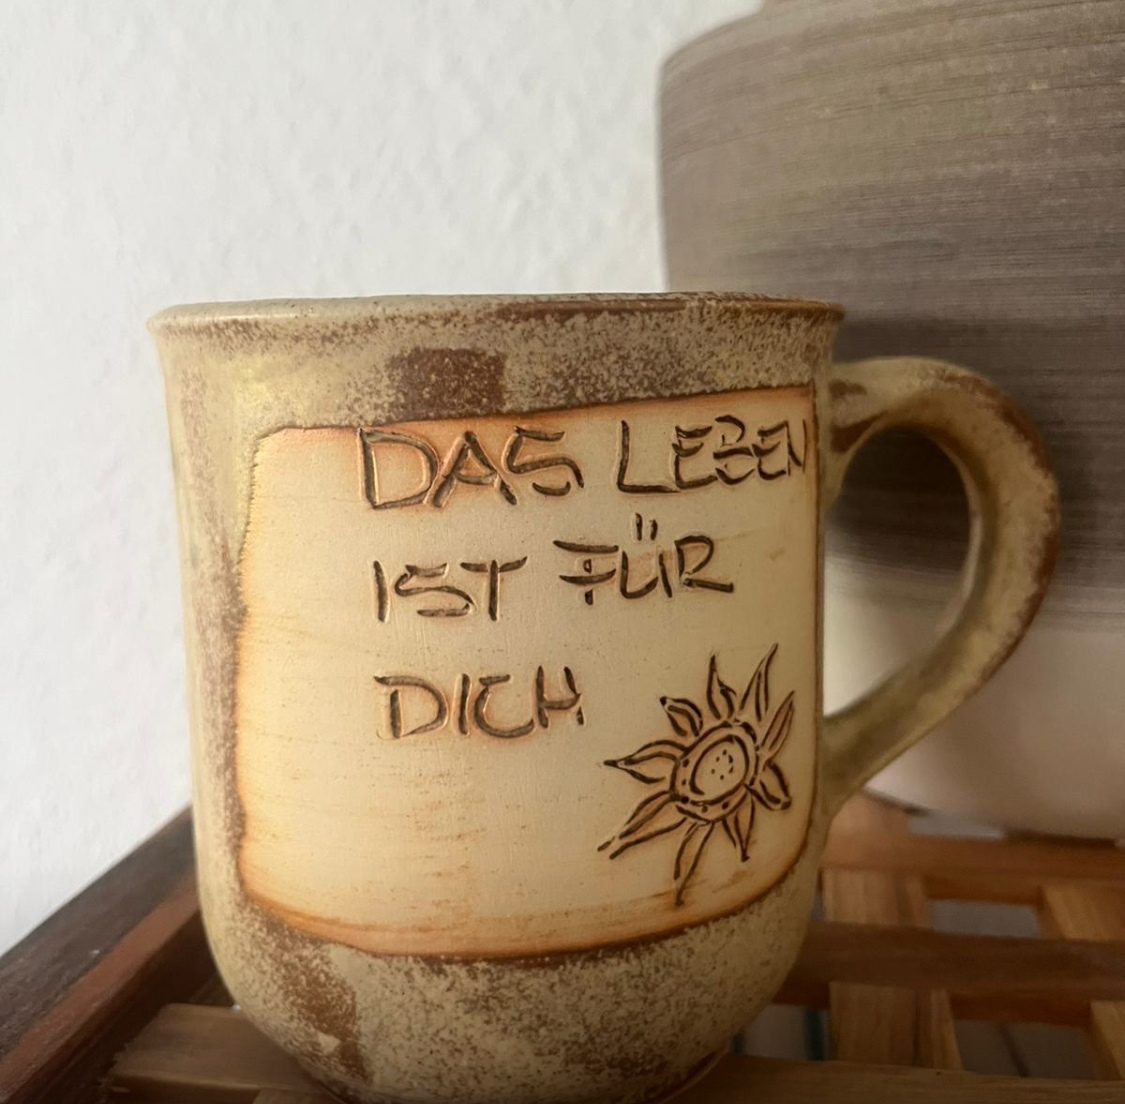 DAS LEBEN
IST FÜR
DICH